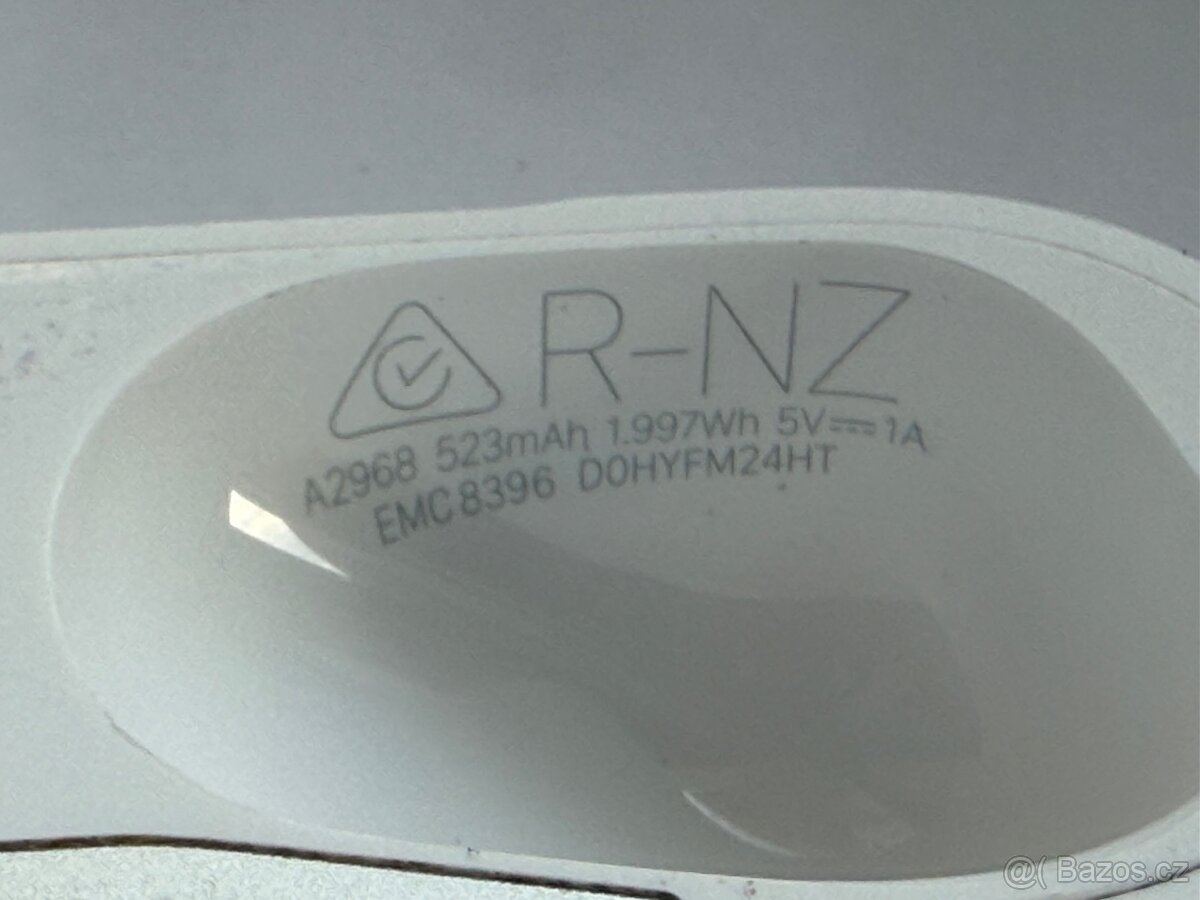 R-NZ
A2968 523mAh 1.997Wh 5V⎓1A
EMC8396 D0HYFM24HT
@( Bazos.cz